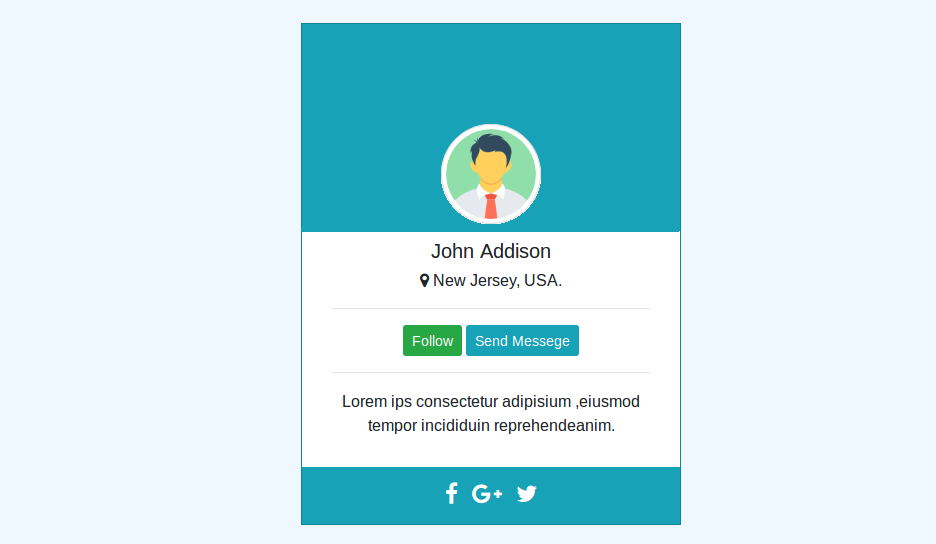 John Addison
New Jersey, USA.
Follow Send Messege
Lorem ips consectetur adipisium ,eiusmod
tempor incididuin reprehendeanim.